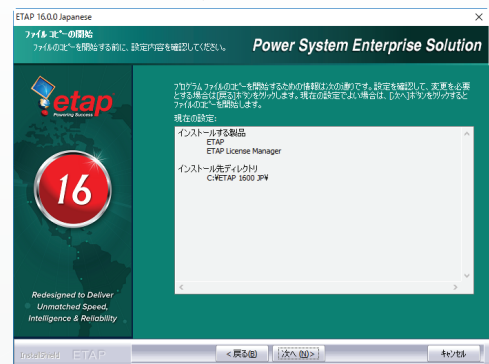 ETAP 16.0.0 Japanese
ファイル コピーの開始
ファイルのコピーを開始する前に、設定内容を確認してください。
Power System Enterprise Solution
etap
Powering Success
16
Redesigned to Deliver
Unmatched Speed,
Intelligence & Reliability
プログラム ファイルのコピーを開始するための情報は次の通りです。設定を確認して、変更を必要
とする場合は[戻る]ボタンをクリックします。現在の設定でよい場合は、[次へ]ボタンをクリックすると
ファイルのコピーを開始します。
現在の設定:
インストールする製品
ETAP
ETAP License Manager
インストール先ディレクトリ
C:¥ETAP 1600 JP¥
InstallShield
ETAP
< 戻る(B)
次へ (N)>
キャンセル